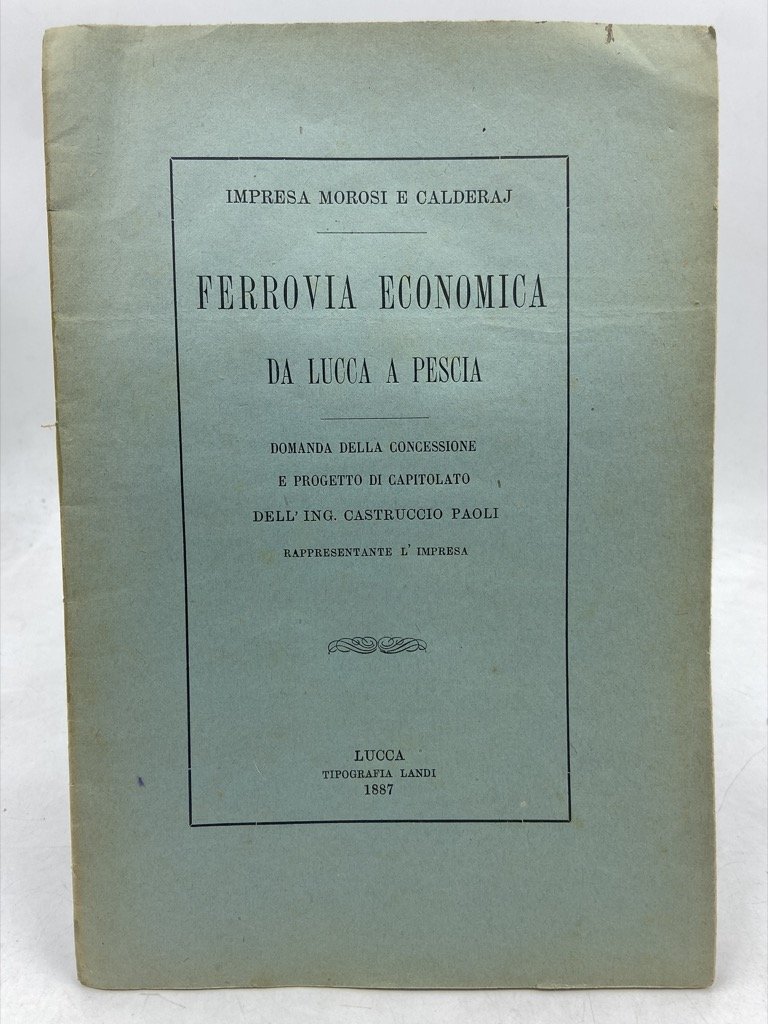 IMPRESA MOROSI E CALDERAJ
FERROVIA ECONOMICA
DA LUCCA A PESCIA
DOMANDA DELLA CONCESSIONE
E PROGETTO DI CAPITOLATO
DELL' ING. CASTRUCCIO PAOLI
RAPPRESENTANTE L' IMPRESA
LUCCA
TIPOGRAFIA LANDI
1887